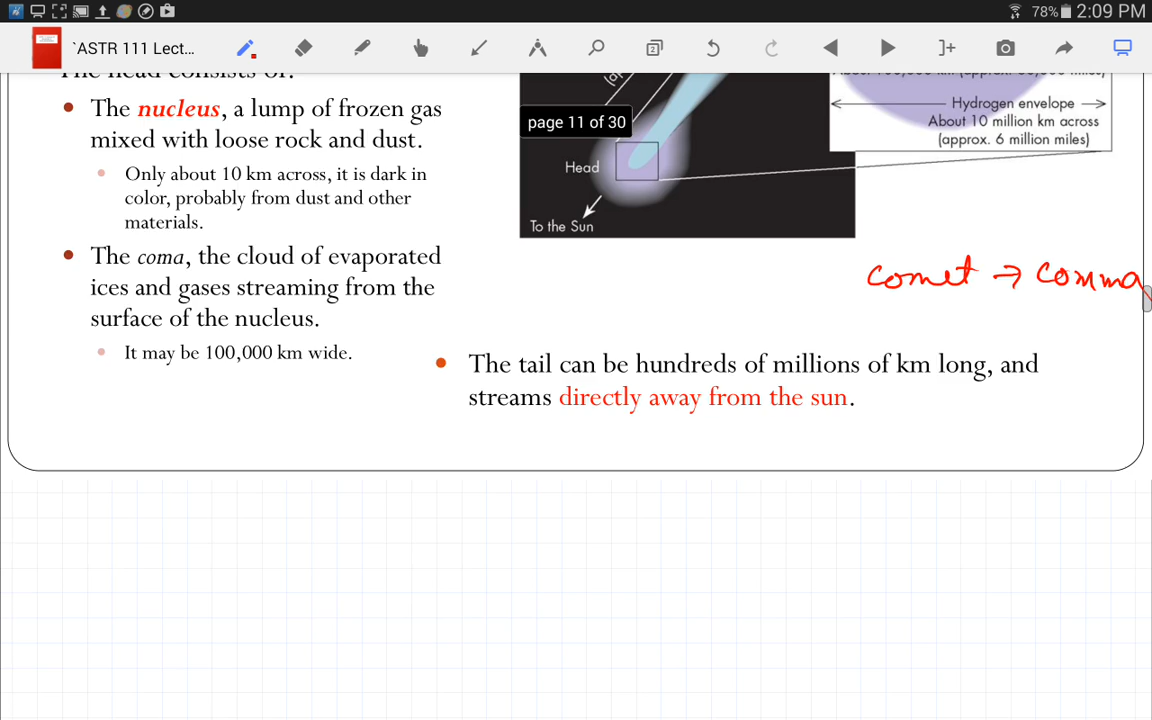 78% 2:09 PM
`ASTR 111 Lect...
2
The head consists of:
The nucleus, a lump of frozen gas
mixed with loose rock and dust.
Only about 10 km across, it is dark in
color, probably from dust and other
materials.
The coma, the cloud of evaporated
ices and gases streaming from the
surface of the nucleus.
It may be 100,000 km wide.
page 11 of 30
Head
To the Sun
Hydrogen envelope
About 10 million km across
(approx. 6 million miles)
comet → comma
The tail can be hundreds of millions of km long, and
streams directly away from the sun.